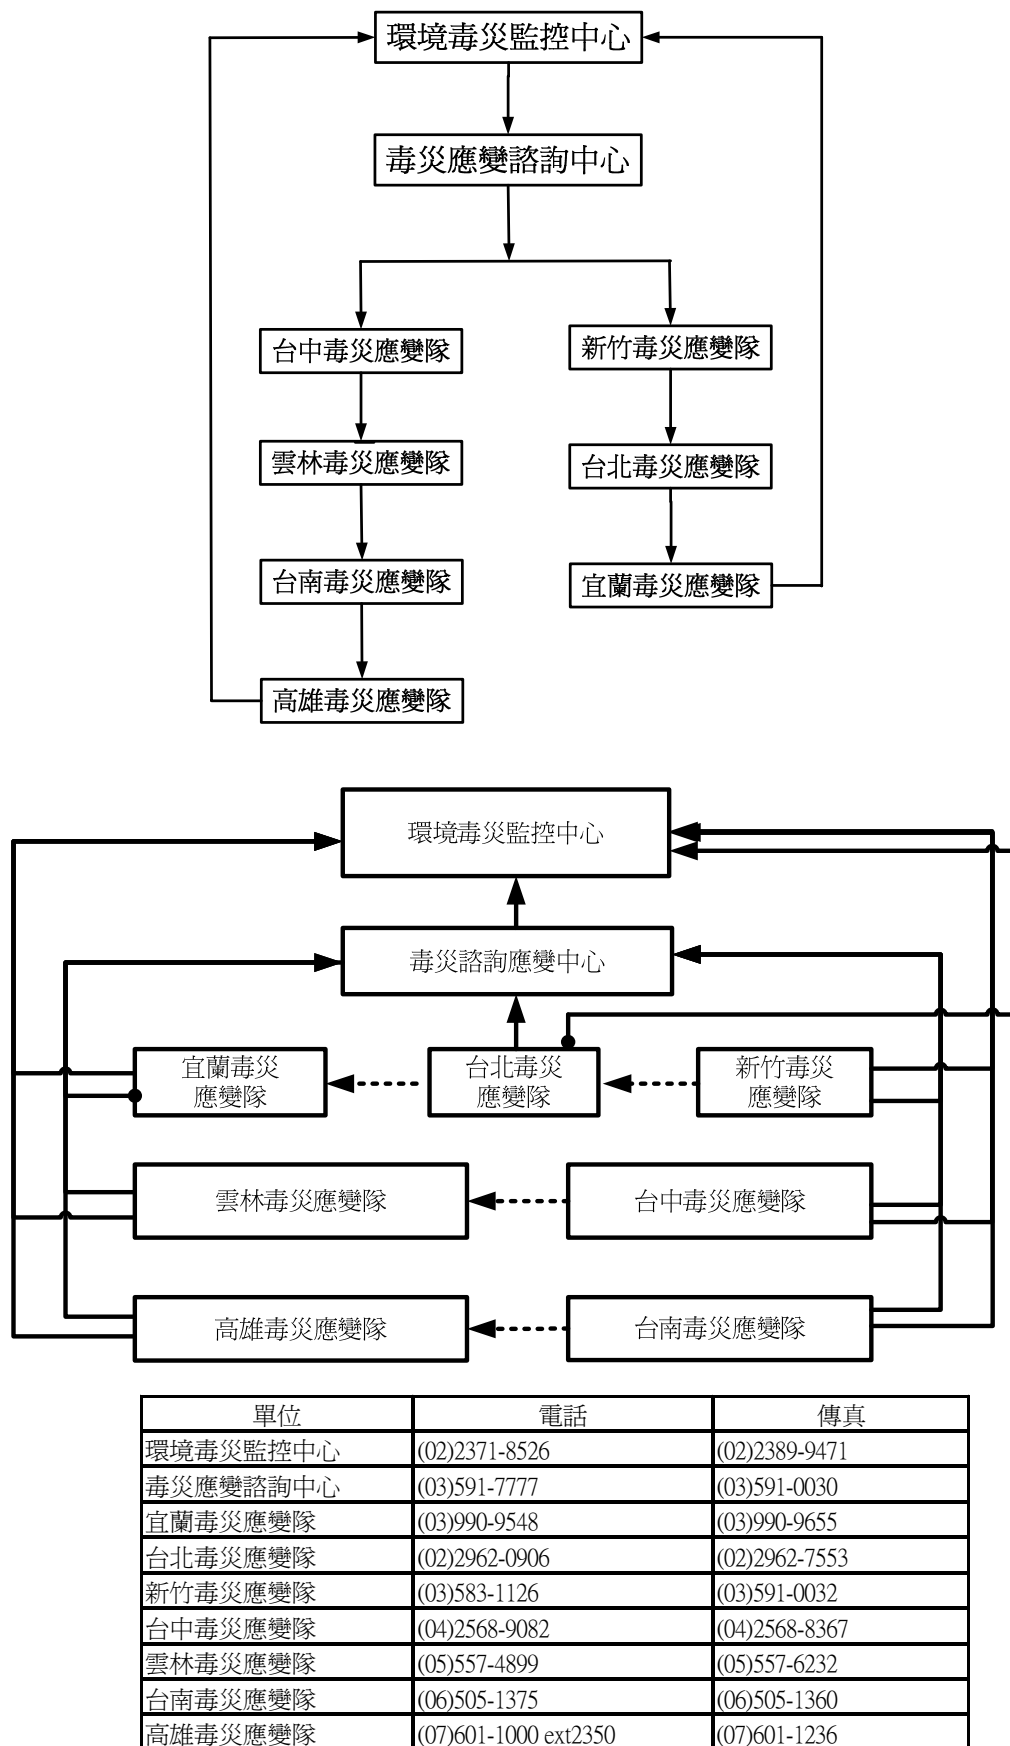 環境毒災監控中心
毒災應變諮詢中心
台中毒災應變隊
新竹毒災應變隊
雲林毒災應變隊
台北毒災應變隊
台南毒災應變隊
宜蘭毒災應變隊
高雄毒災應變隊
環境毒災監控中心
毒災諮詢應變中心
宜蘭毒災
應變隊
台北毒災
應變隊
新竹毒災
應變隊
雲林毒災應變隊
台中毒災應變隊
高雄毒災應變隊
台南毒災應變隊
單位 電話 傳真
環境毒災監控中心 (02)2371-8526 (02)2389-9471
毒災應變諮詢中心 (03)591-7777 (03)591-0030
宜蘭毒災應變隊 (03)990-9548 (03)990-9655
台北毒災應變隊 (02)2962-0906 (02)2962-7553
新竹毒災應變隊 (03)583-1126 (03)591-0032
台中毒災應變隊 (04)2568-9082 (04)2568-8367
雲林毒災應變隊 (05)557-4899 (05)557-6232
台南毒災應變隊 (06)505-1375 (06)505-1360
高雄毒災應變隊 (07)601-1000 ext2350 (07)601-1236